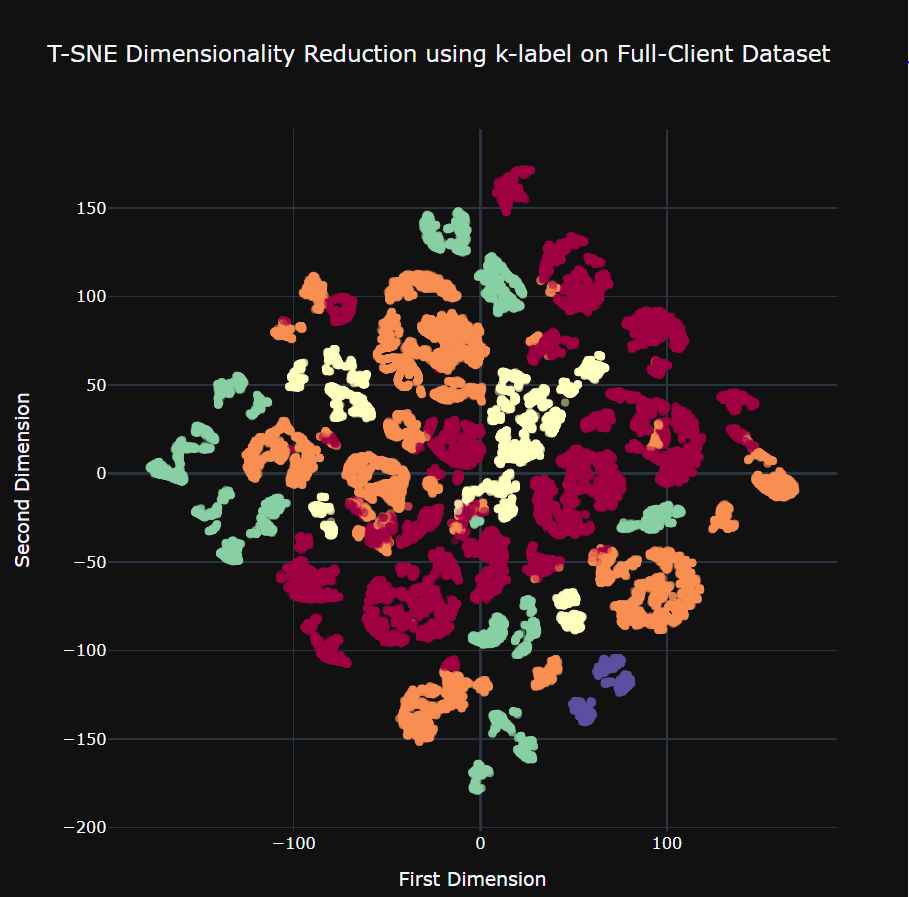 T-SNE Dimensionality Reduction using k-label on Full-Client Dataset
150
100
50
0
−50
−100
−150
−200
Second Dimension
−100 0 100
First Dimension